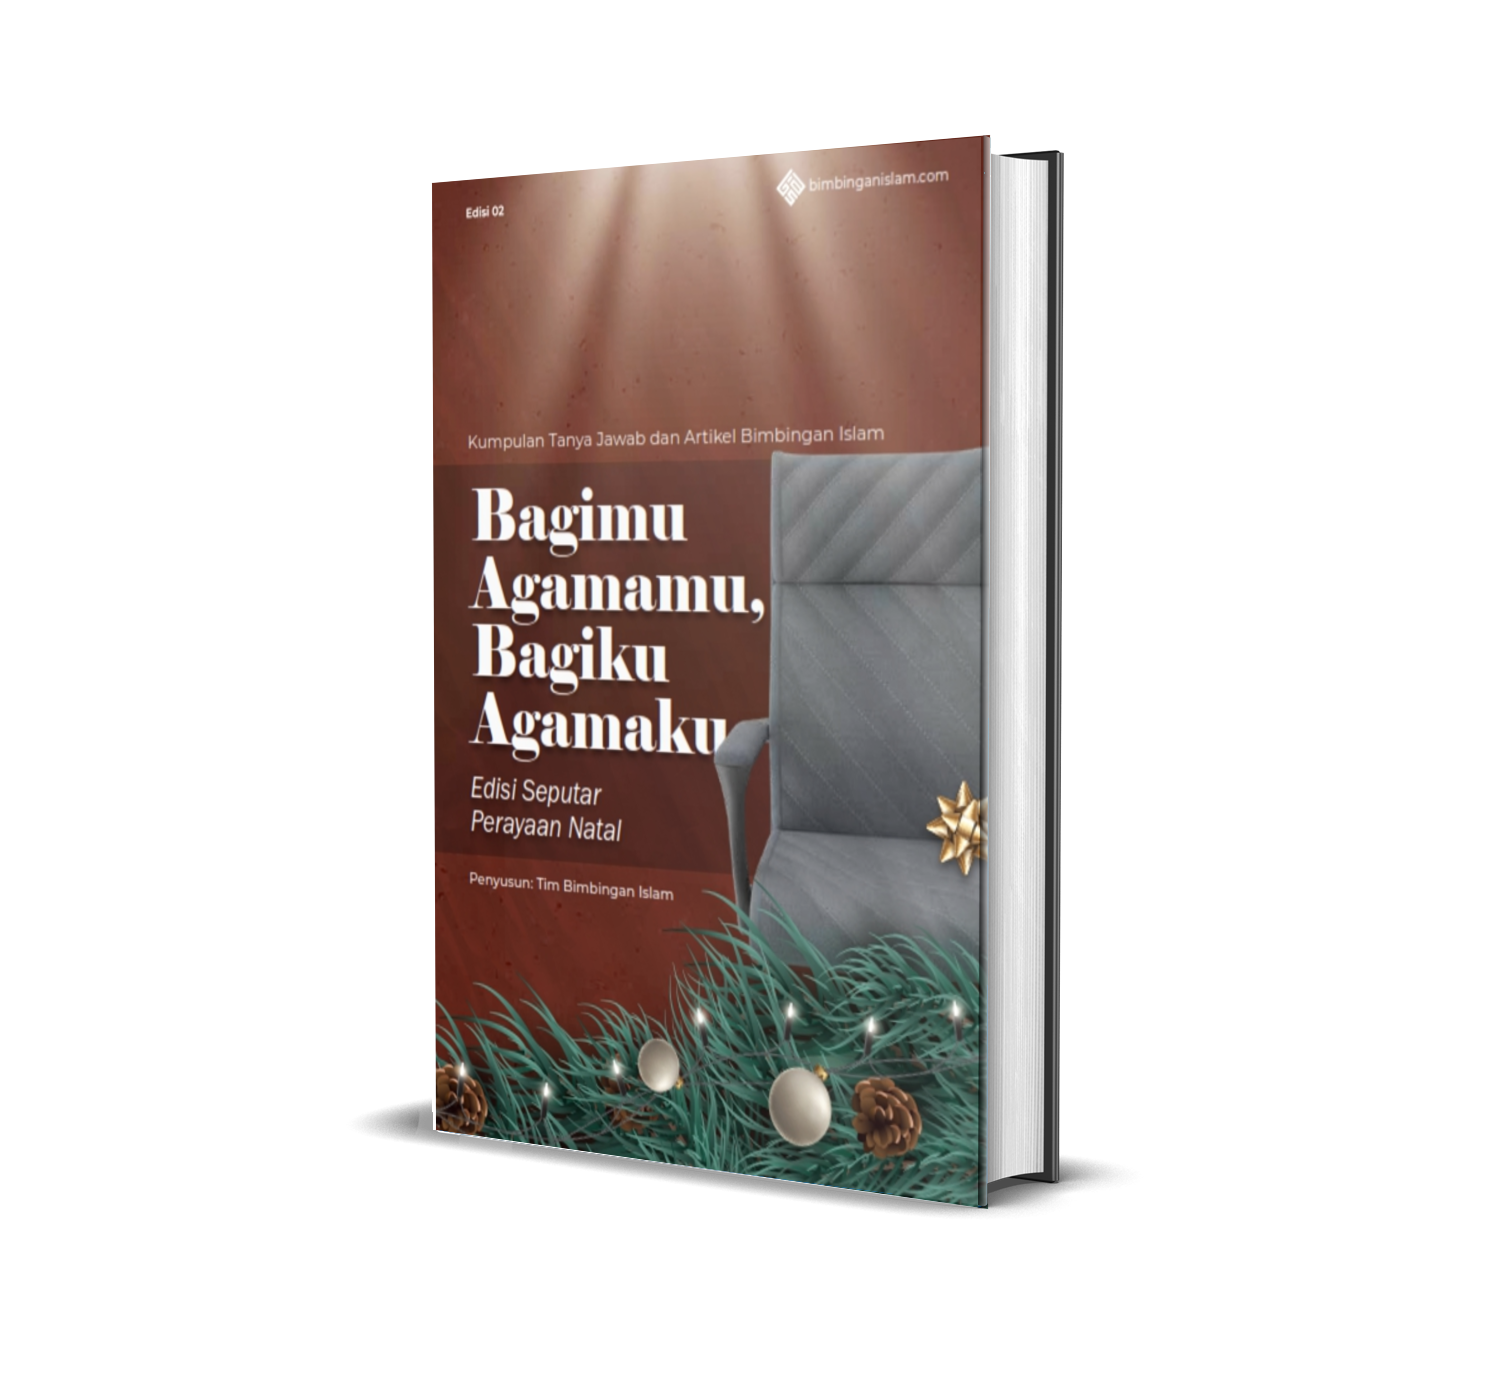 Edisi 02
bimbinganislam.com
Kumpulan Tanya Jawab dan Artikel Bimbingan Islam
Bagimu
Agamamu,
Bagiku
Agamaku
Edisi Seputar
Perayaan Natal
Penyusun: Tim Bimbingan Islam